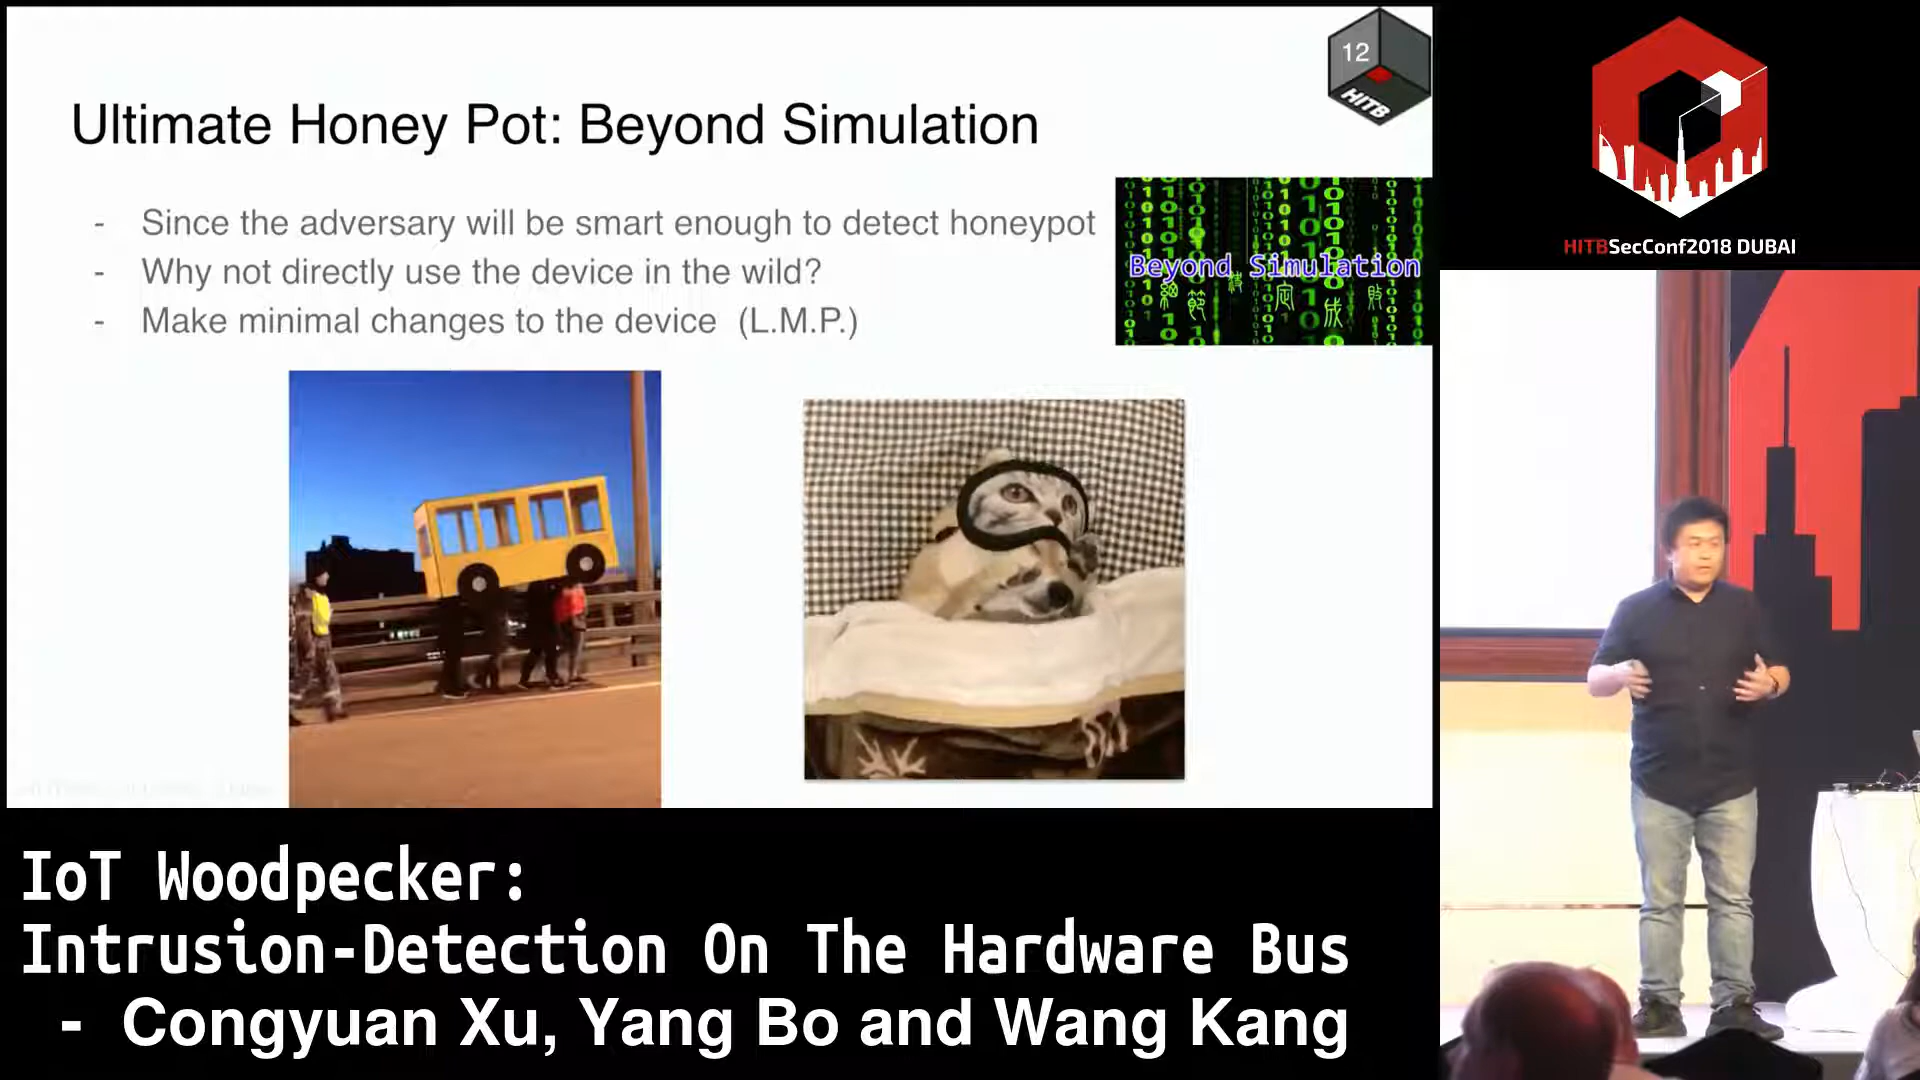 12
HITB
Ultimate Honey Pot: Beyond Simulation
- Since the adversary will be smart enough to detect honeypot
- Why not directly use the device in the wild?
- Make minimal changes to the device (L.M.P.)
Beyond Simulation
HITBSecConf2018 DUBAI
IoT Woodpecker:
Intrusion-Detection On The Hardware Bus
- Congyuan Xu, Yang Bo and Wang Kang